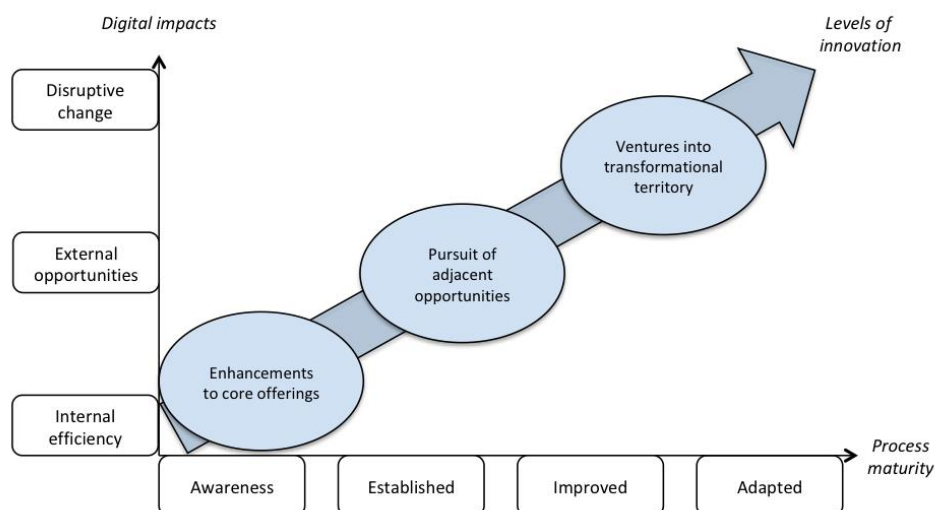 Digital impacts
Levels of
innovation
Disruptive
change
Ventures into
transformational
territory
External
opportunities
Pursuit of
adjacent
opportunities
Enhancements
to core offerings
Internal
efficiency
Process
maturity
Awareness
Established
Improved
Adapted